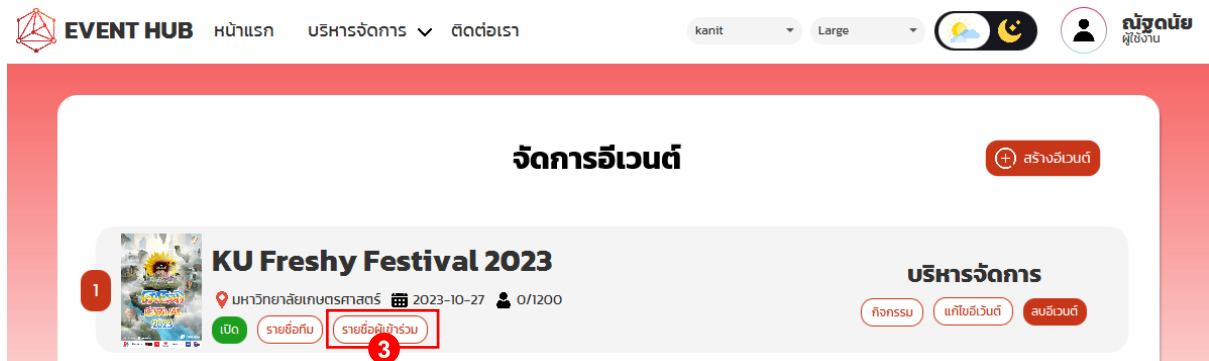 EVENT HUB หน้าแรก บริหารจัดการ ติดต่อเรา kanit Large ณัฐดนัย
ผู้ใช้งาน
จัดการอีเวนต์
สร้างอีเวนต์
1
KU Freshy Festival 2023
มหาวิทยาลัยเกษตรศาสตร์ 2023-10-27 0/1200
เปิด รายชื่อทีม รายชื่อผู้เข้าร่วม
3
บริหารจัดการ
กิจกรรม แก้ไขอีเว้นต์ ลบอีเวนต์
2023